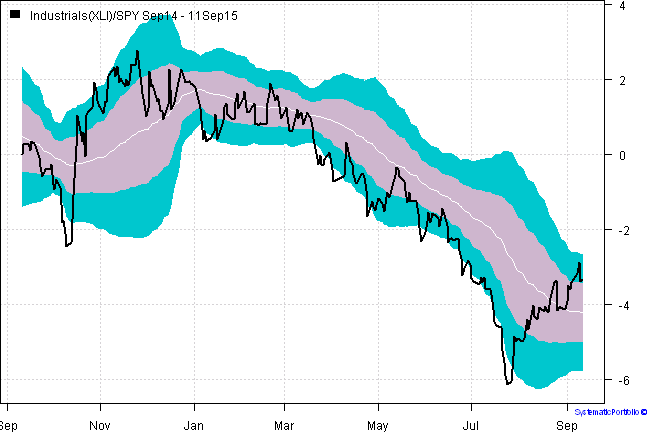 Industrials(XLI)/SPY Sep14 - 11Sep15
4
2
0
-2
-4
-6
Sep Nov Jan Mar May Jul Sep
SystematicPortfolio ©